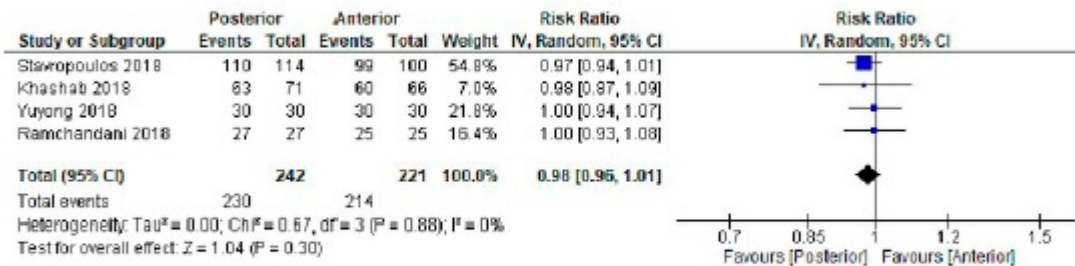 Posterior Anterior Risk Ratio Risk Ratio
Study or Subgroup Events Total Events Total Weight IV, Random, 95% CI IV, Random, 95% CI
Stavropoulos 2018 110 114 99 100 54.8% 0.97 [0.94, 1.01]
Khashab 2018 63 71 60 66 7.0% 0.98 [0.87, 1.09]
Yuyong 2018 30 30 30 30 21.8% 1.00 [0.94, 1.07]
Ramchandani 2018 27 27 25 25 16.4% 1.00 [0.93, 1.08]
Total (95% CI) 242 221 100.0% 0.98 [0.96, 1.01]
Total events 230 214
Heterogeneity: Tau² = 0.00; Chi² = 0.67, df = 3 (P = 0.88); I² = 0%
Test for overall effect: Z = 1.04 (P = 0.30)
0.7 0.85 1 1.2 1.5
Favours [Posterior] Favours [Anterior]